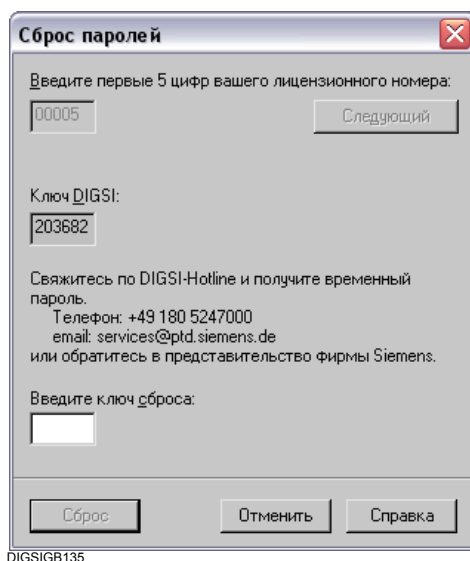 Сброс паролей
Введите первые 5 цифр вашего лицензионного номера:
00005
Следующий
Ключ DIGSI:
203682
Свяжитесь по DIGSI-Hotline и получите временный
пароль.
Телефон: +49 180 5247000
email: services@ptd.siemens.de
или обратитесь в представительство фирмы Siemens.
Введите ключ сброса:
Сброс
Отменить
Справка
DIGSIGB135